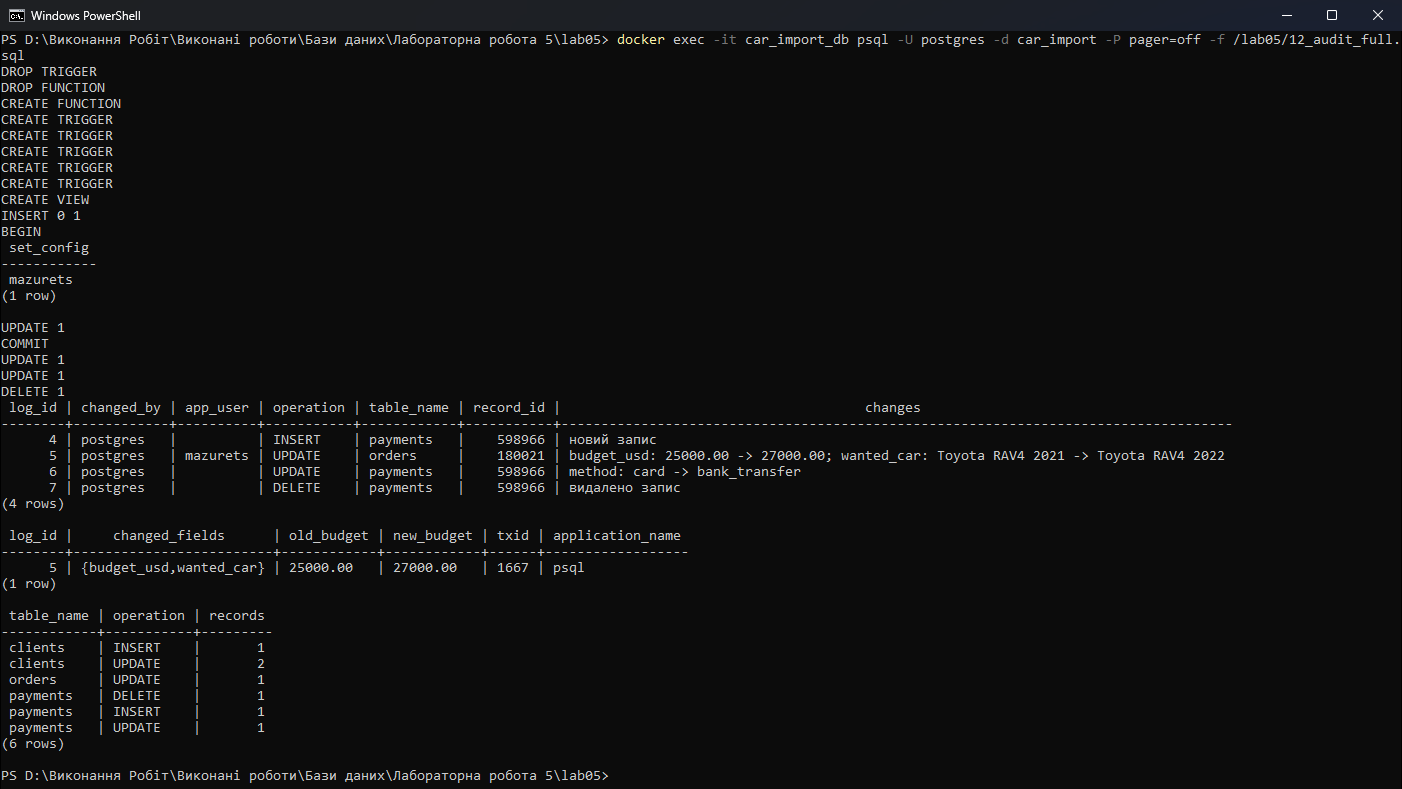 Windows PowerShell
PS D:\Виконання Робіт\Виконані роботи\Бази даних\Лабораторна робота 5\lab05> docker exec -it car_import_db psql -U postgres -d car_import -P pager=off -f /lab05/12_audit_full.
sql
DROP TRIGGER
DROP FUNCTION
CREATE FUNCTION
CREATE TRIGGER
CREATE TRIGGER
CREATE TRIGGER
CREATE TRIGGER
CREATE TRIGGER
CREATE VIEW
INSERT 0 1
BEGIN
 set_config
------------
 mazurets
(1 row)

UPDATE 1
COMMIT
UPDATE 1
UPDATE 1
DELETE 1
 log_id | changed_by | app_user | operation | table_name | record_id |                                      changes
--------+------------+----------+-----------+------------+-----------+------------------------------------------------------------------------------------
      4 | postgres   |          | INSERT    | payments   |    598966 | новий запис
      5 | postgres   | mazurets | UPDATE    | orders     |    180021 | budget_usd: 25000.00 -> 27000.00; wanted_car: Toyota RAV4 2021 -> Toyota RAV4 2022
      6 | postgres   |          | UPDATE    | payments   |    598966 | method: card -> bank_transfer
      7 | postgres   |          | DELETE    | payments   |    598966 | видалено запис
(4 rows)

 log_id |     changed_fields      | old_budget | new_budget | txid | application_name
--------+-------------------------+------------+------------+------+------------------
      5 | {budget_usd,wanted_car} | 25000.00   | 27000.00   | 1667 | psql
(1 row)

 table_name | operation | records
------------+-----------+---------
 clients    | INSERT    |       1
 clients    | UPDATE    |       2
 orders     | UPDATE    |       1
 payments   | DELETE    |       1
 payments   | INSERT    |       1
 payments   | UPDATE    |       1
(6 rows)

PS D:\Виконання Робіт\Виконані роботи\Бази даних\Лабораторна робота 5\lab05>